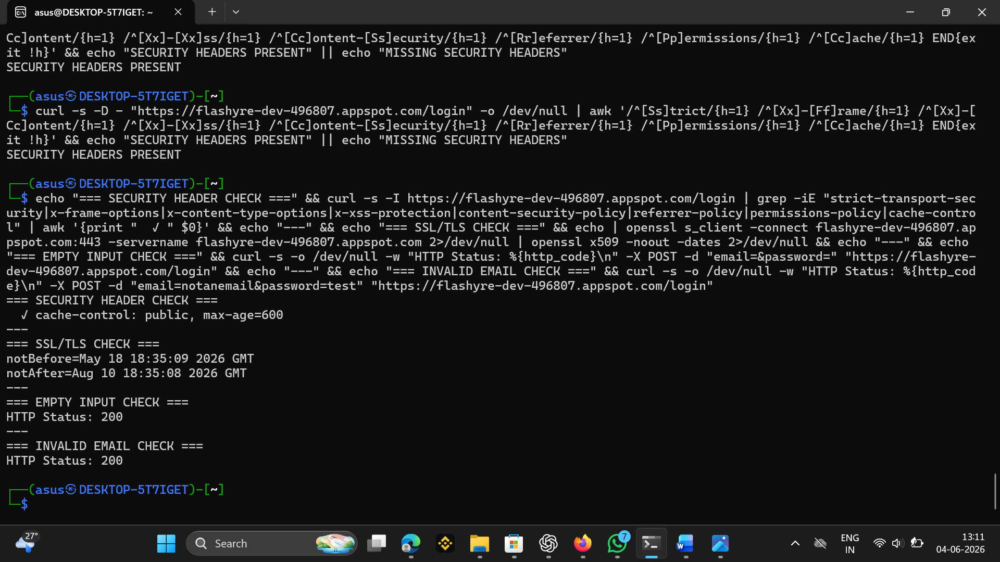 asus@DESKTOP-5T7IGET: ~
Cc]ontent/{h=1} /^[Xx]-[Xx]ss/{h=1} /^[Cc]ontent-[Ss]ecurity/{h=1} /^[Rr]eferrer/{h=1} /^[Pp]ermissions/{h=1} /^[Cc]ache/{h=1} END{ex
it !h}' && echo "SECURITY HEADERS PRESENT" || echo "MISSING SECURITY HEADERS"
SECURITY HEADERS PRESENT
┌──(asus㉿DESKTOP-5T7IGET)-[~]
└─$ curl -s -D - "https://flashyre-dev-496807.appspot.com/login" -o /dev/null | awk '/^[Ss]trict/{h=1} /^[Xx]-[Ff]rame/{h=1} /^[Xx]-[
Cc]ontent/{h=1} /^[Xx]-[Xx]ss/{h=1} /^[Cc]ontent-[Ss]ecurity/{h=1} /^[Rr]eferrer/{h=1} /^[Pp]ermissions/{h=1} /^[Cc]ache/{h=1} END{ex
it !h}' && echo "SECURITY HEADERS PRESENT" || echo "MISSING SECURITY HEADERS"
SECURITY HEADERS PRESENT
┌──(asus㉿DESKTOP-5T7IGET)-[~]
└─$ echo "=== SECURITY HEADER CHECK ===" && curl -s -I https://flashyre-dev-496807.appspot.com/login | grep -iE "strict-transport-sec
urity|x-frame-options|x-content-type-options|x-xss-protection|content-security-policy|referrer-policy|permissions-policy|cache-contro
l" | awk '{print "  ✓ " $0}' && echo "---" && echo "=== SSL/TLS CHECK ===" && echo | openssl s_client -connect flashyre-dev-496807.ap
pspot.com:443 -servername flashyre-dev-496807.appspot.com 2>/dev/null | openssl x509 -noout -dates 2>/dev/null && echo "---" && echo
"=== EMPTY INPUT CHECK ===" && curl -s -o /dev/null -w "HTTP Status: %{http_code}\n" -X POST -d "email=&password=" "https://flashyre-
dev-496807.appspot.com/login" && echo "---" && echo "=== INVALID EMAIL CHECK ===" && curl -s -o /dev/null -w "HTTP Status: %{http_cod
e}\n" -X POST -d "email=notanemail&password=test" "https://flashyre-dev-496807.appspot.com/login"
=== SECURITY HEADER CHECK ===
  ✓ cache-control: public, max-age=600
---
=== SSL/TLS CHECK ===
notBefore=May 18 18:35:09 2026 GMT
notAfter=Aug 10 18:35:08 2026 GMT
---
=== EMPTY INPUT CHECK ===
HTTP Status: 200
---
=== INVALID EMAIL CHECK ===
HTTP Status: 200
┌──(asus㉿DESKTOP-5T7IGET)-[~]
└─$
27°
Search
7
ENG
IN
13:11
04-06-2026